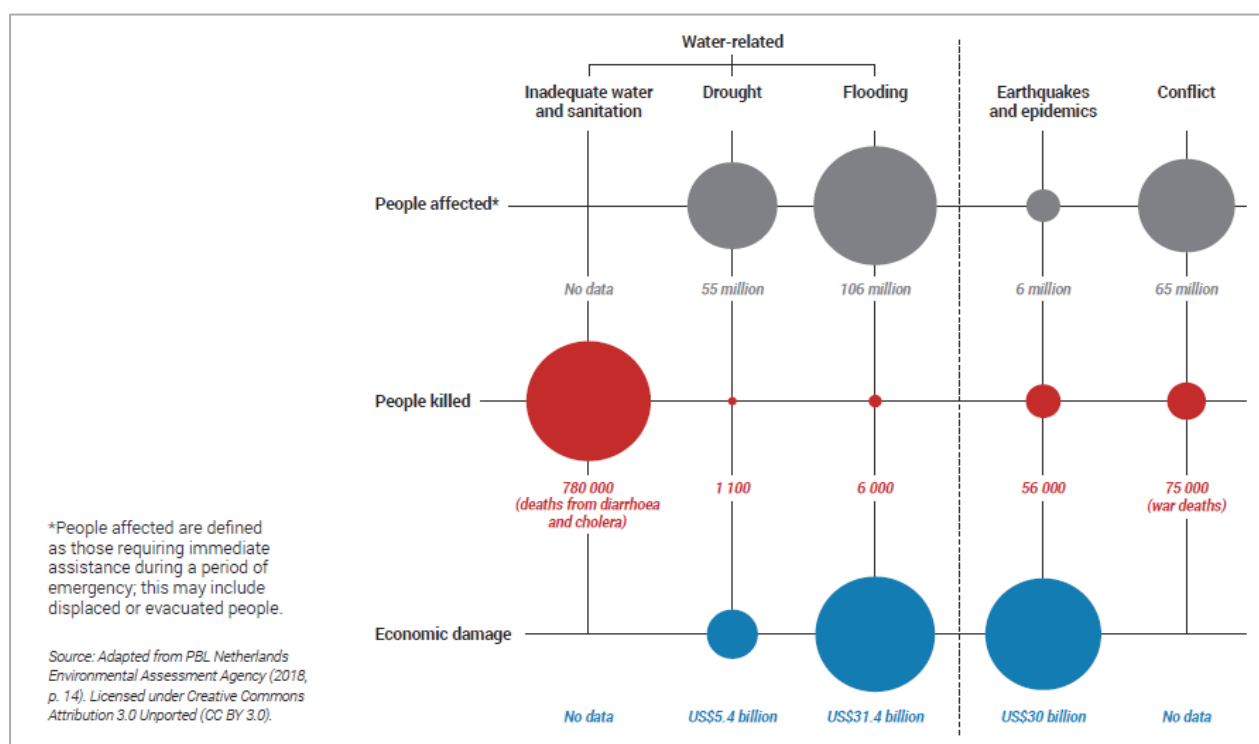 Water-related
Inadequate water
and sanitation
Drought
Flooding
Earthquakes
and epidemics
Conflict
People affected*
No data
55 million
106 million
6 million
65 million
People killed
780 000
(deaths from diarrhoea
and cholera)
1 100
6 000
56 000
75 000
(war deaths)
*People affected are defined
as those requiring immediate
assistance during a period of
emergency; this may include
displaced or evacuated people.
Economic damage
Source: Adapted from PBL Netherlands
Environmental Assessment Agency (2018,
p. 14). Licensed under Creative Commons
Attribution 3.0 Unported (CC BY 3.0).
No data
US$5.4 billion
US$31.4 billion
US$30 billion
No data